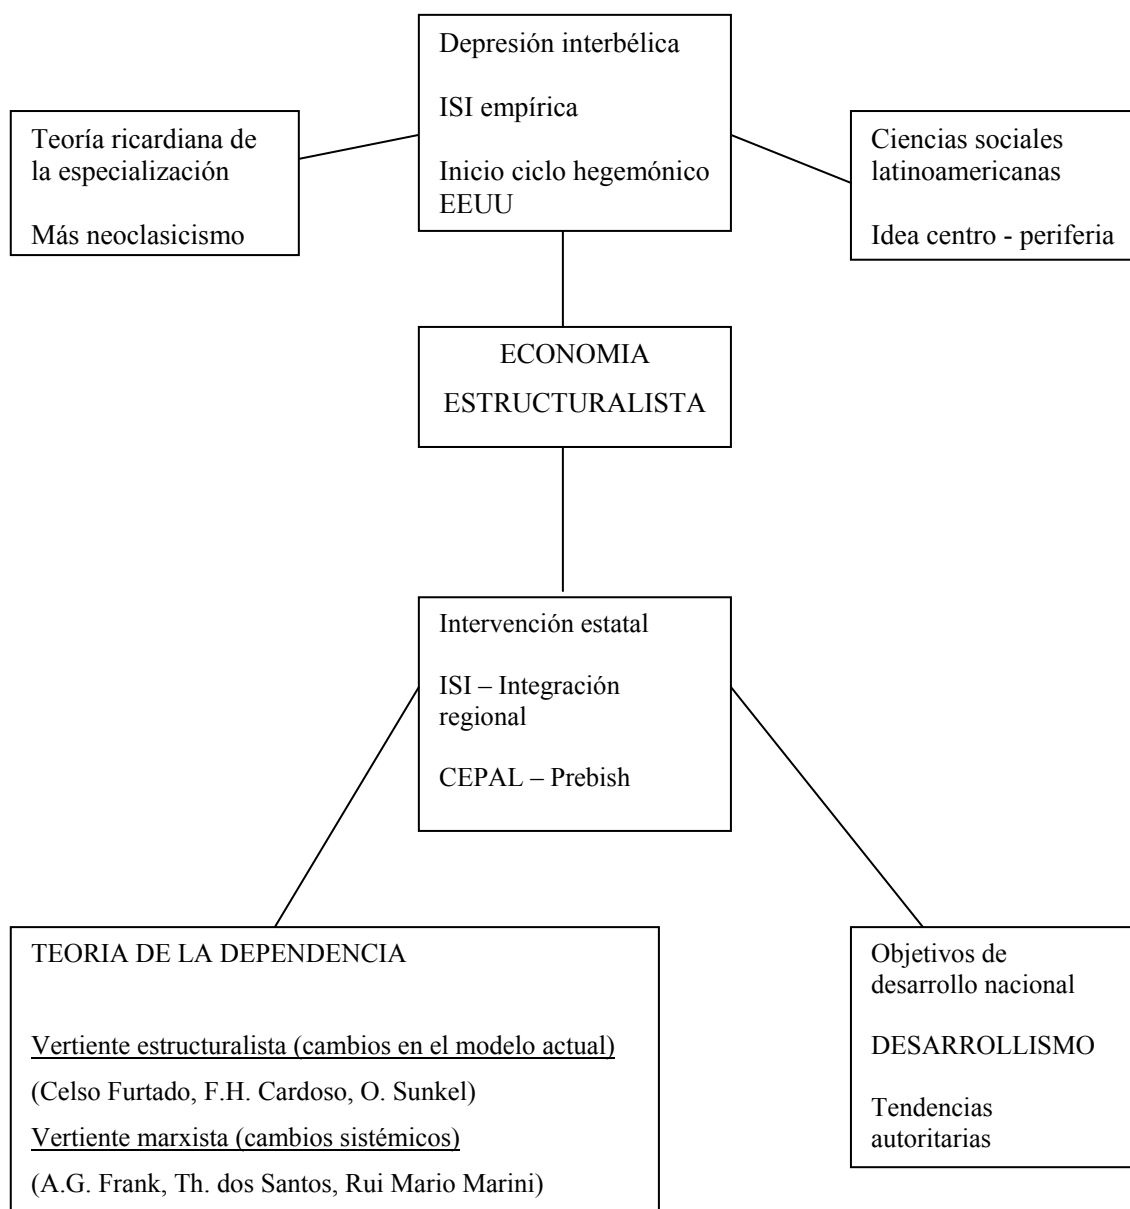 Depresión interbélica
ISI empírica
Inicio ciclo hegemónico
EEUU
Teoría ricardiana de
la especialización
Más neoclasicismo
Ciencias sociales
latinoamericanas
Idea centro - periferia
ECONOMIA
ESTRUCTURALISTA
Intervención estatal
ISI – Integración
regional
CEPAL – Prebish
TEORIA DE LA DEPENDENCIA
Vertiente estructuralista (cambios en el modelo actual)
(Celso Furtado, F.H. Cardoso, O. Sunkel)
Vertiente marxista (cambios sistémicos)
(A.G. Frank, Th. dos Santos, Rui Mario Marini)
Objetivos de
desarrollo nacional
DESARROLLISMO
Tendencias
autoritarias